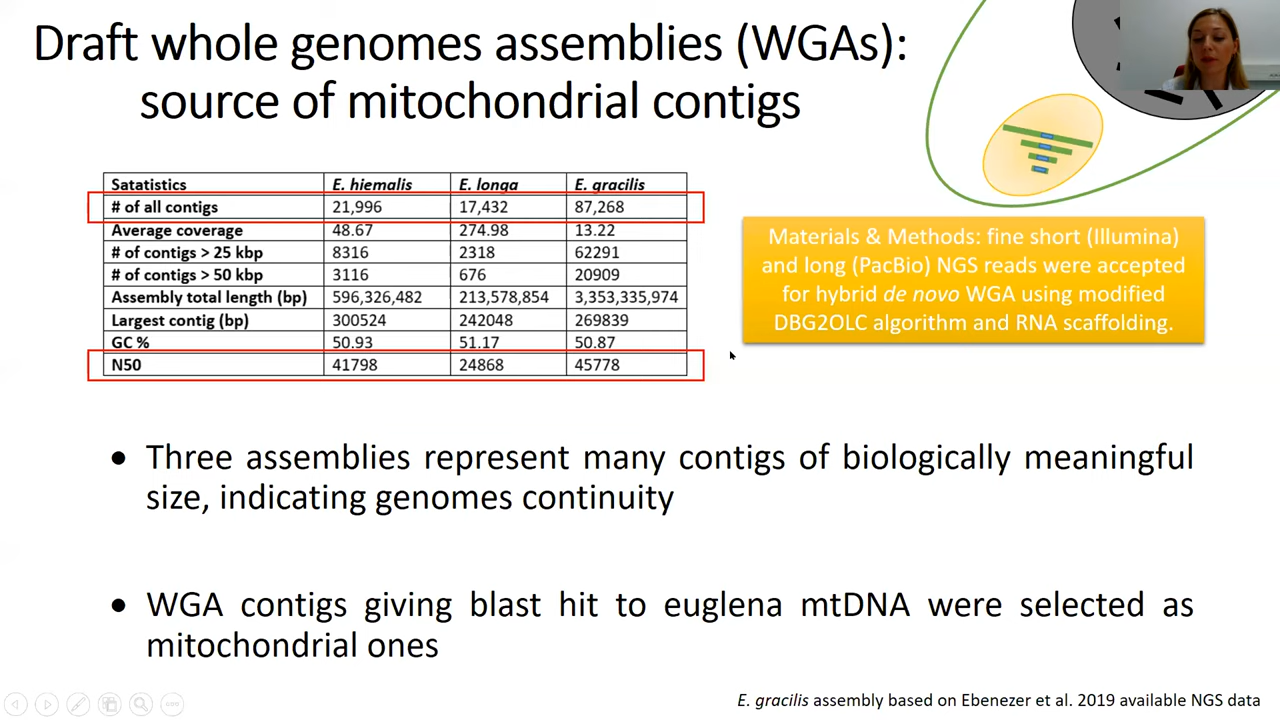 Draft whole genomes assemblies (WGAs):
source of mitochondrial contigs
Satatistics E. hiemalis E. longa E. gracilis
# of all contigs 21,996 17,432 87,268
Average coverage 48.67 274.98 13.22
# of contigs > 25 kbp 8316 2318 62291
# of contigs > 50 kbp 3116 676 20909
Assembly total length (bp) 596,326,482 213,578,854 3,353,335,974
Largest contig (bp) 300524 242048 269839
GC % 50.93 51.17 50.87
N50 41798 24868 45778
Materials & Methods: fine short (Illumina)
and long (PacBio) NGS reads were accepted
for hybrid de novo WGA using modified
DBG2OLC algorithm and RNA scaffolding.
• Three assemblies represent many contigs of biologically meaningful
size, indicating genomes continuity
• WGA contigs giving blast hit to euglena mtDNA were selected as
mitochondrial ones
E. gracilis assembly based on Ebenezer et al. 2019 available NGS data